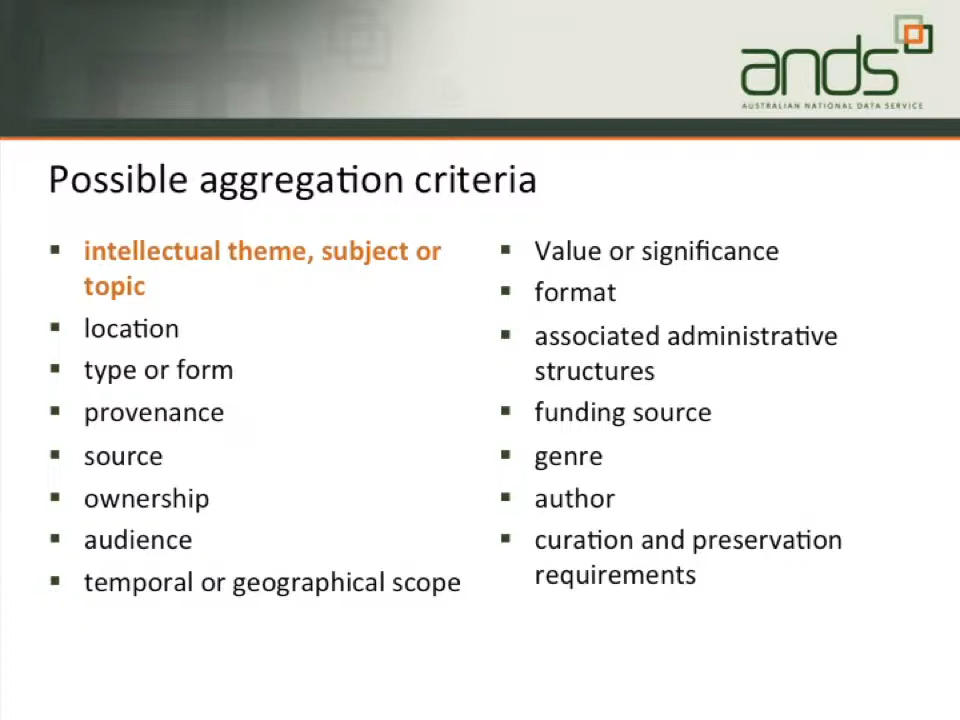 ands
AUSTRALIAN NATIONAL DATA SERVICE
Possible aggregation criteria
▪ intellectual theme, subject or
topic
▪ location
▪ type or form
▪ provenance
▪ source
▪ ownership
▪ audience
▪ temporal or geographical scope
▪ Value or significance
▪ format
▪ associated administrative
structures
▪ funding source
▪ genre
▪ author
▪ curation and preservation
requirements